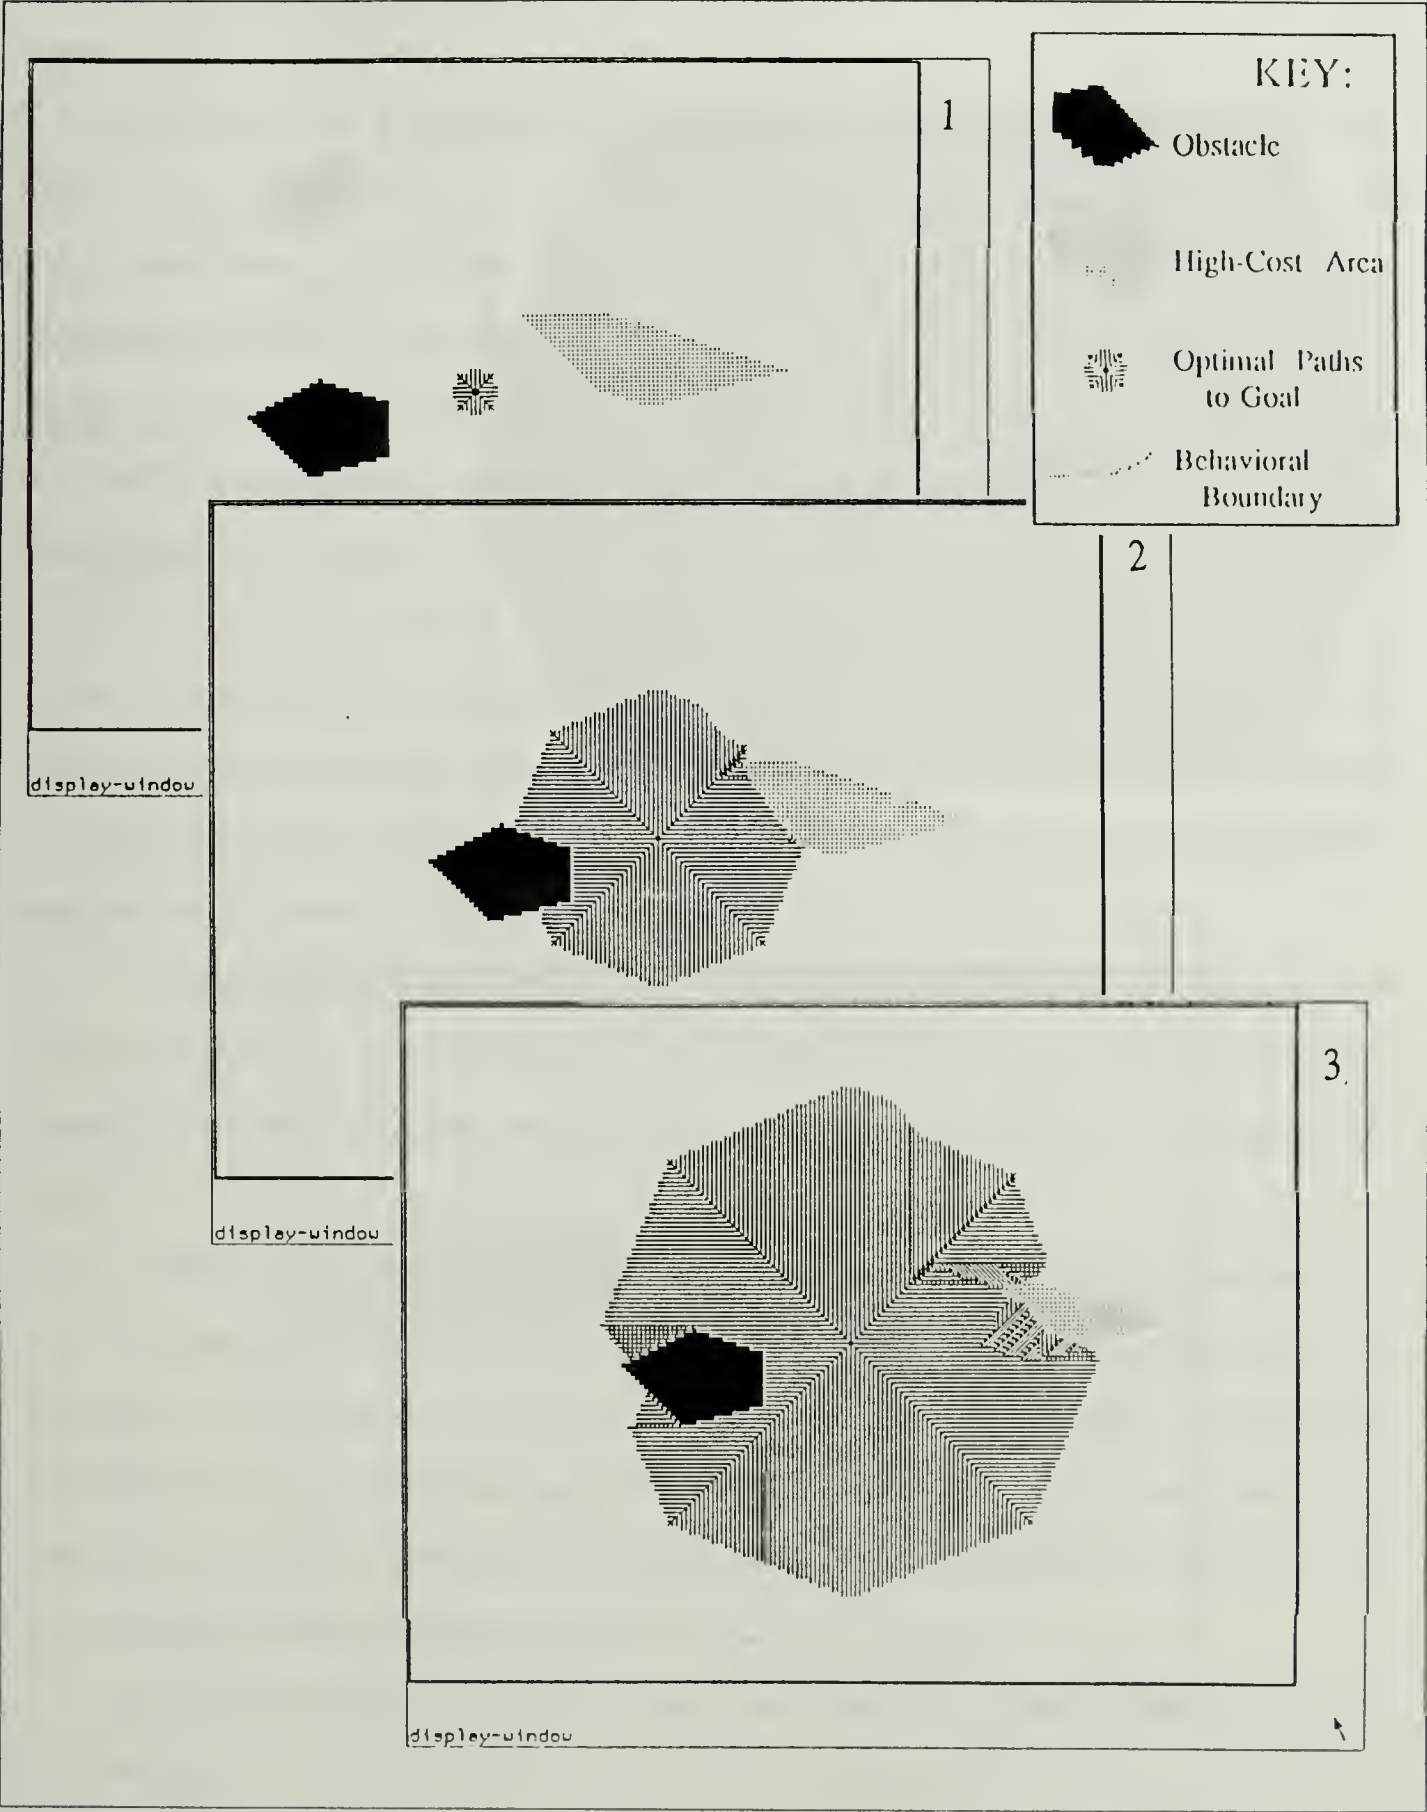 KEY:
1
Obstacle
High-Cost Area
Optimal Paths
to Goal
Behavioral
Boundary
2
display-window
display-window
3
display-window